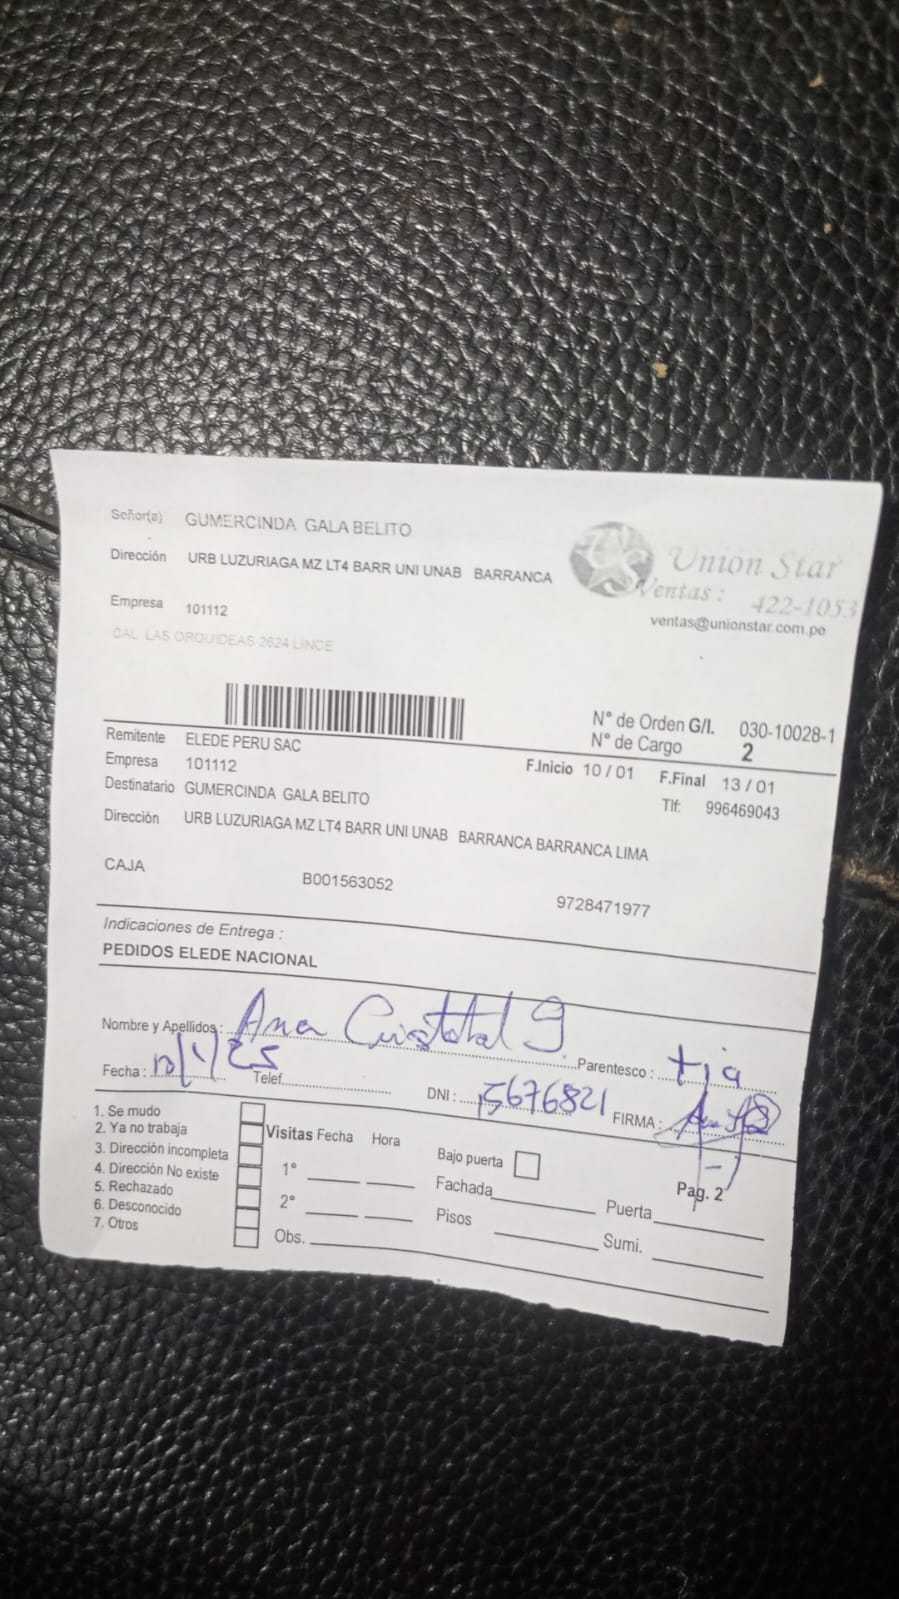 Señor(a) GUMERCINDA GALA BELITO
Dirección URB LUZURIAGA MZ LT4 BARR UNI UNAB BARRANCA
Union Star
Ventas : 422-1053
ventas@unionstar.com.pe
Empresa 101112
CAL LAS ORQUIDEAS 2624 LINCE
N° de Orden G/I. 030-10028-1
N° de Cargo 2
Remitente ELEDE PERU SAC
Empresa 101112
F.Inicio 10 / 01 F.Final 13 / 01
Destinatario GUMERCINDA GALA BELITO
Tlf: 996469043
Dirección URB LUZURIAGA MZ LT4 BARR UNI UNAB BARRANCA BARRANCA LIMA
CAJA B001563052 9728471977
Indicaciones de Entrega :
PEDIDOS ELEDE NACIONAL
Nombre y Apellidos : Ana G. Parentesco : tia
Fecha : /1/25 Telef. DNI : 15676821 FIRMA :
1. Se mudo
2. Ya no trabaja
3. Dirección incompleta
4. Dirección No existe
5. Rechazado
6. Desconocido
7. Otros
Visitas Fecha Hora
1°
2°
Obs.
Bajo puerta
Fachada Puerta
Pisos Sumi.
Pag. 2